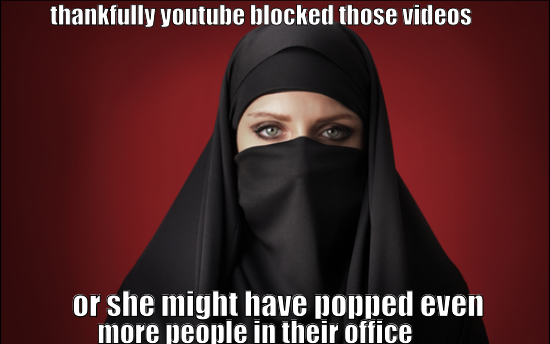 thankfully youtube blocked those videos
or she might have popped even
more people in their office